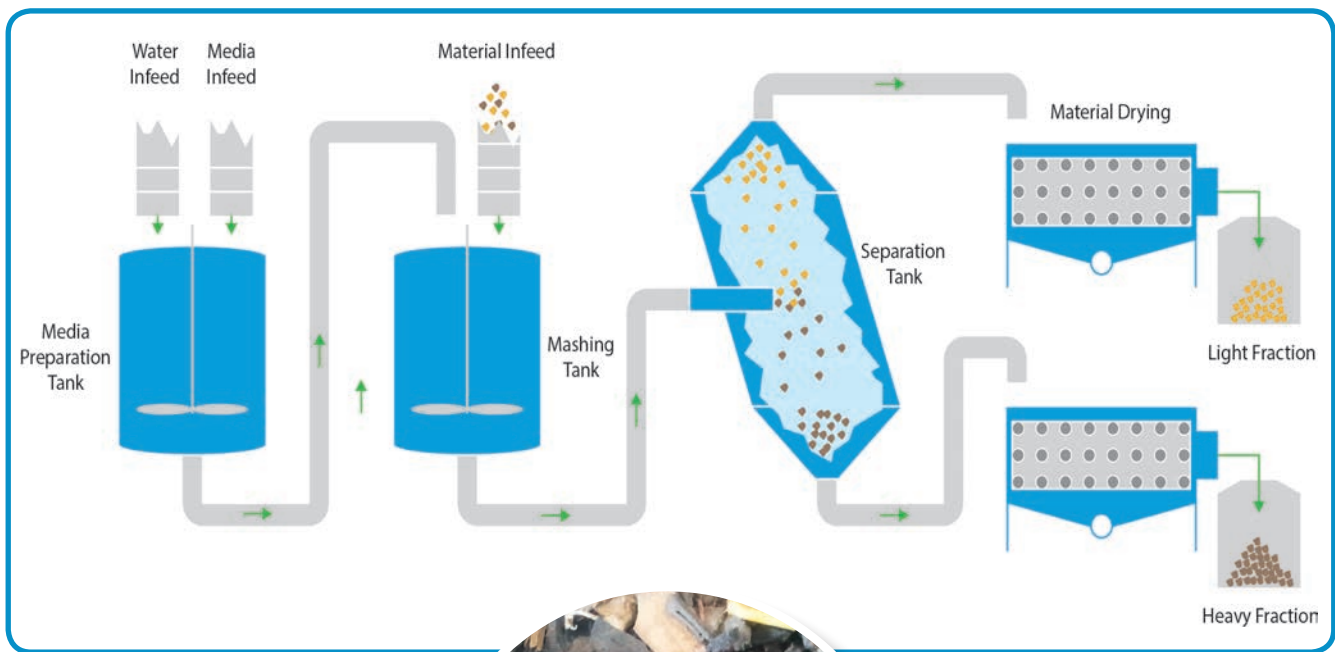 Water
Infeed
Media
Infeed
Material Infeed
Material Drying
Separation
Tank
Media
Preparation
Tank
Mashing
Tank
Light Fraction
Heavy Fraction